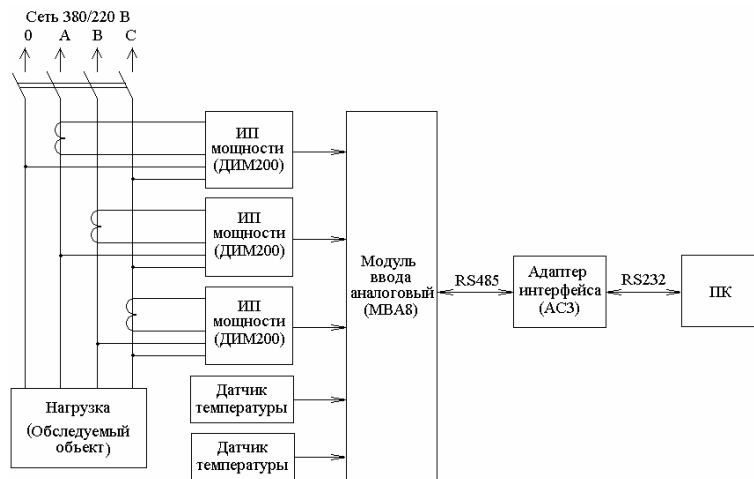 Сеть 380/220 В
0 A B C
ИП
мощности
(ДИМ200)
ИП
мощности
(ДИМ200)
ИП
мощности
(ДИМ200)
Датчик
температуры
Датчик
температуры
Нагрузка
(Обследуемый
объект)
Модуль
ввода
аналоговый
(МВА8)
RS485
Адаптер
интерфейса
(АС3)
RS232
ПК